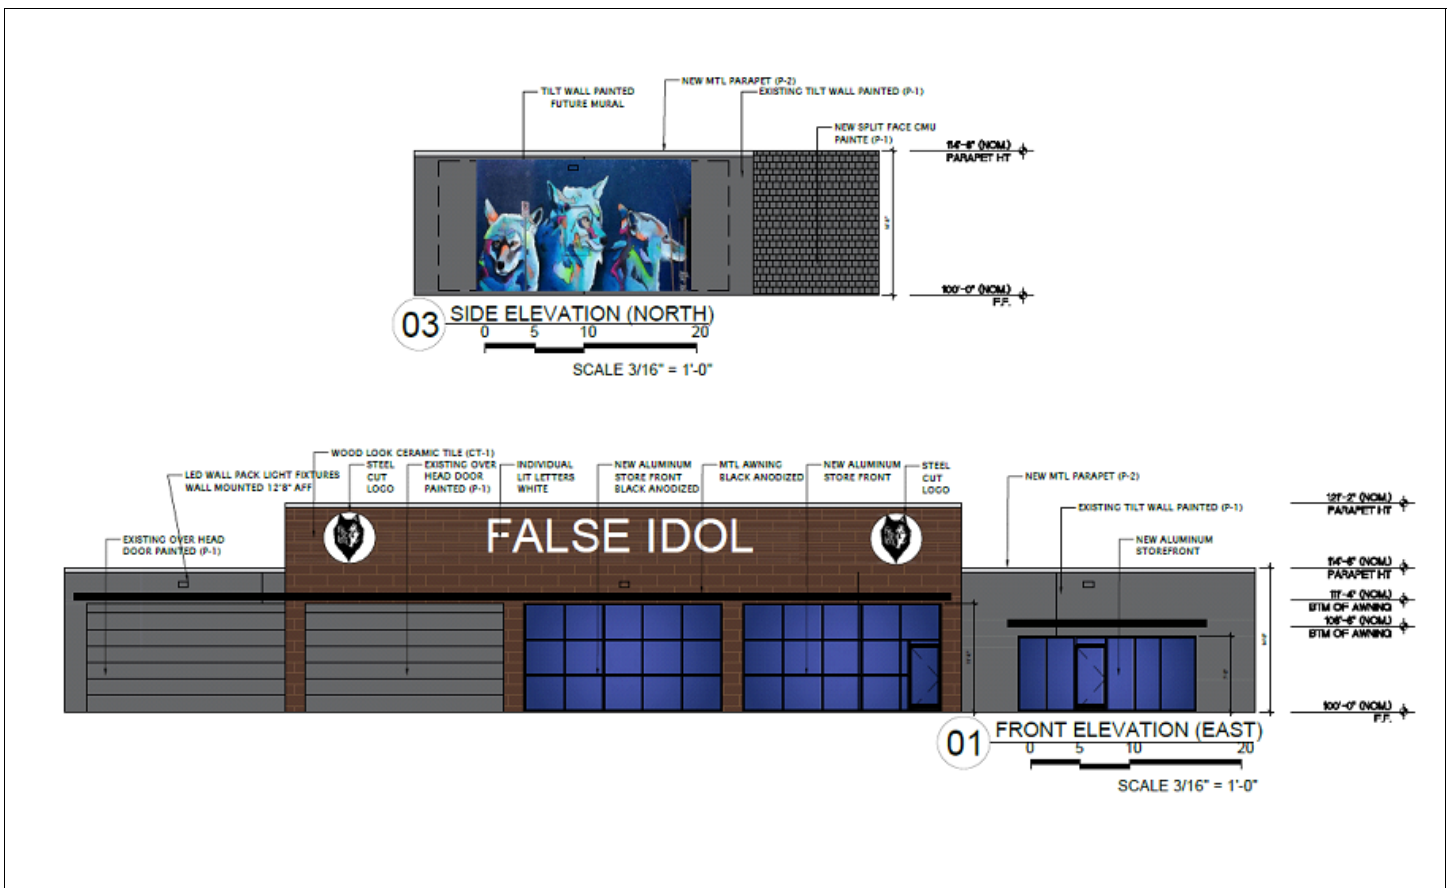 TILT WALL PAINTED
FUTURE MURAL
NEW MTL PARAPET (P-2)
EXISTING TILT WALL PAINTED (P-1)
NEW SPLIT FACE CMU
PAINTE (P-1)
114'-8" (NOM.)
PARAPET HT
100'-0" (NOM.)
F.F.
03
SIDE ELEVATION (NORTH)
0 5 10 20
SCALE 3/16" = 1'-0"
WOOD LOOK CERAMIC TILE (CT-1)
LED WALL PACK LIGHT FIXTURES
WALL MOUNTED 12'8" AFF
STEEL
CUT
LOGO
EXISTING OVER
HEAD DOOR
PAINTED (P-1)
INDIVIDUAL
LIT LETTERS
WHITE
NEW ALUMINUM
STORE FRONT
BLACK ANODIZED
MTL AWNING
BLACK ANODIZED
NEW ALUMINUM
STORE FRONT
STEEL
CUT
LOGO
NEW MTL PARAPET (P-2)
EXISTING TILT WALL PAINTED (P-1)
NEW ALUMINUM
STOREFRONT
EXISTING OVER HEAD
DOOR PAINTED (P-1)
FALSE IDOL
121'-2" (NOM.)
PARAPET HT
114'-8" (NOM.)
PARAPET HT
111'-4" (NOM.)
BTM OF AWNING
108'-8" (NOM.)
BTM OF AWNING
100'-0" (NOM.)
F.F.
01
FRONT ELEVATION (EAST)
0 5 10 20
SCALE 3/16" = 1'-0"